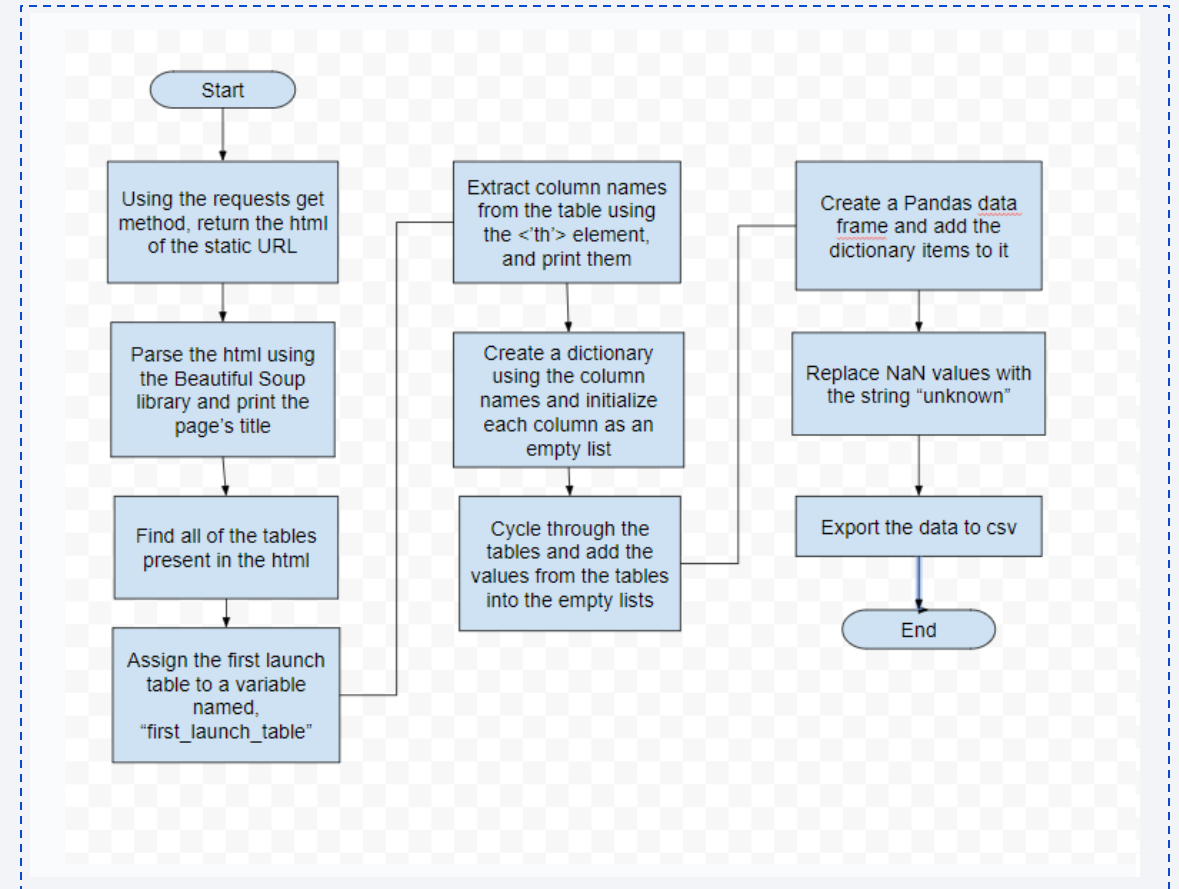 Start
Using the requests get
method, return the html
of the static URL
Parse the html using
the Beautiful Soup
library and print the
page's title
Find all of the tables
present in the html
Assign the first launch
table to a variable
named,
“first_launch_table”
Extract column names
from the table using
the <'th'> element,
and print them
Create a dictionary
using the column
names and initialize
each column as an
empty list
Cycle through the
tables and add the
values from the tables
into the empty lists
Create a Pandas data
frame and add the
dictionary items to it
Replace NaN values with
the string “unknown”
Export the data to csv
End